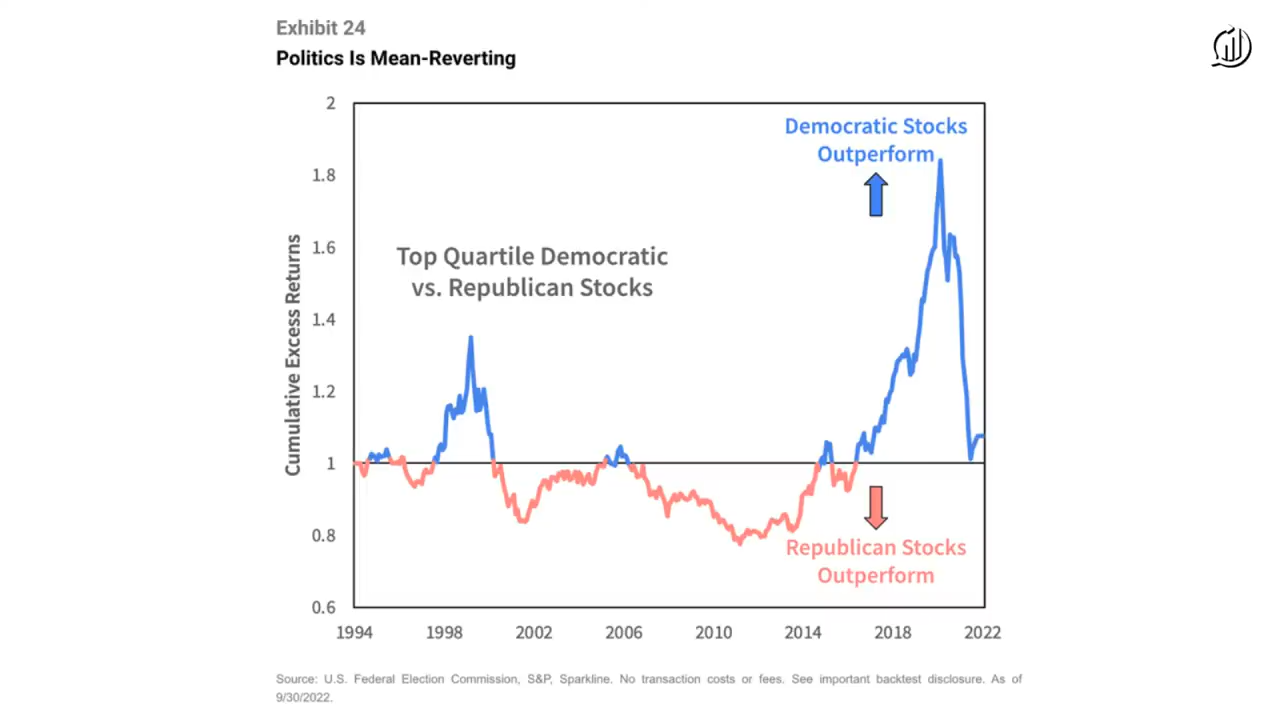 Exhibit 24
Politics Is Mean-Reverting
2
Democratic Stocks
Outperform
1.8
1.6
Top Quartile Democratic
vs. Republican Stocks
Cumulative Excess Returns
1.4
1.2
1
0.8
Republican Stocks
Outperform
0.6
1994 1998 2002 2006 2010 2014 2018 2022
Source: U.S. Federal Election Commission, S&P, Sparkline. No transaction costs or fees. See important backtest disclosure. As of
9/30/2022.